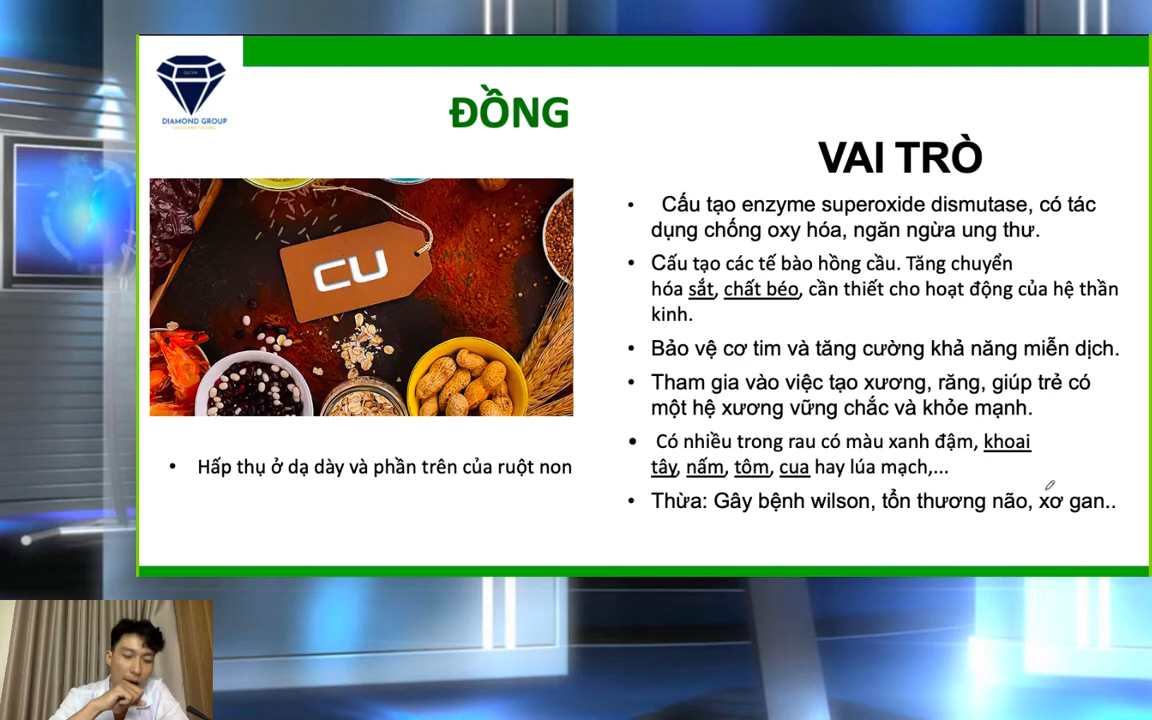 DIAMOND GROUP
ĐỒNG
CU
Hấp thụ ở dạ dày và phần trên của ruột non
VAI TRÒ
Cấu tạo enzyme superoxide dismutase, có tác
dụng chống oxy hóa, ngăn ngừa ung thư.
Cấu tạo các tế bào hồng cầu. Tăng chuyển
hóa sắt, chất béo, cần thiết cho hoạt động của hệ thần
kinh.
Bảo vệ cơ tim và tăng cường khả năng miễn dịch.
Tham gia vào việc tạo xương, răng, giúp trẻ có
một hệ xương vững chắc và khỏe mạnh.
Có nhiều trong rau có màu xanh đậm, khoai
tây, nấm, tôm, cua hay lúa mạch,...
Thừa: Gây bệnh wilson, tổn thương não, xơ gan..